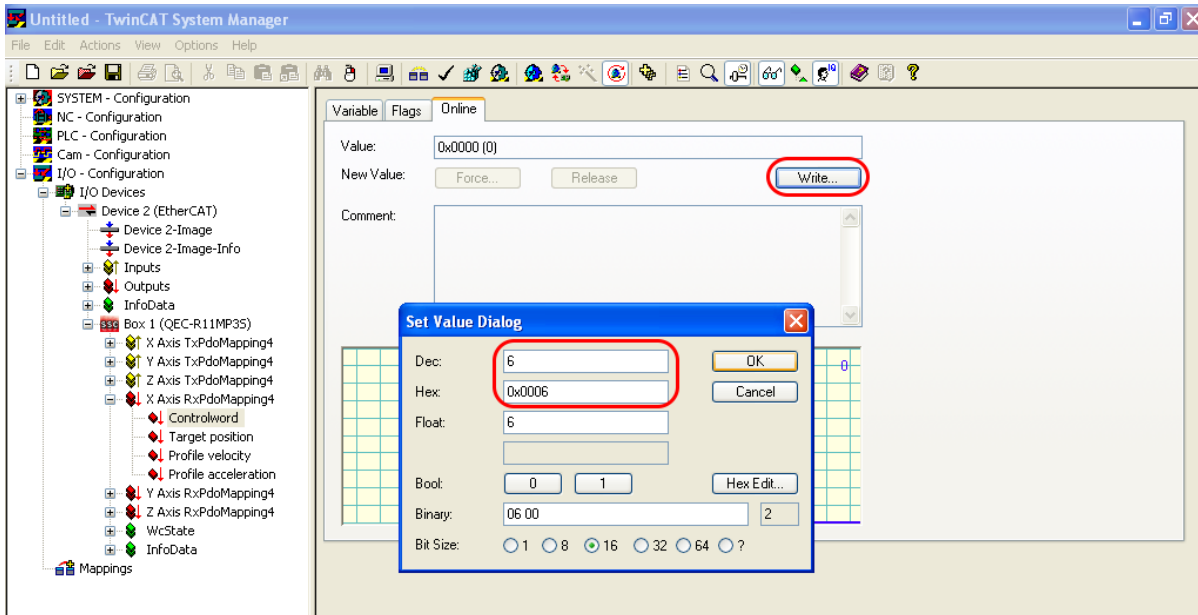 Untitled - TwinCAT System Manager
File Edit Actions View Options Help
SYSTEM - Configuration
NC - Configuration
PLC - Configuration
Cam - Configuration
I/O - Configuration
I/O Devices
Device 2 (EtherCAT)
Device 2-Image
Device 2-Image-Info
Inputs
Outputs
InfoData
Box 1 (QEC-R11MP3S)
X Axis TxPdoMapping4
Y Axis TxPdoMapping4
Z Axis TxPdoMapping4
X Axis RxPdoMapping4
Controlword
Target position
Profile velocity
Profile acceleration
Y Axis RxPdoMapping4
Z Axis RxPdoMapping4
WcState
InfoData
Mappings
Variable Flags Online
Value: 0x0000 (0)
New Value: Force... Release Write...
Comment:
0
Set Value Dialog
Dec: 6 OK
Hex: 0x0006 Cancel
Float: 6
Bool: 0 1 Hex Edit...
Binary: 06 00 2
Bit Size: 1 8 16 32 64 ?